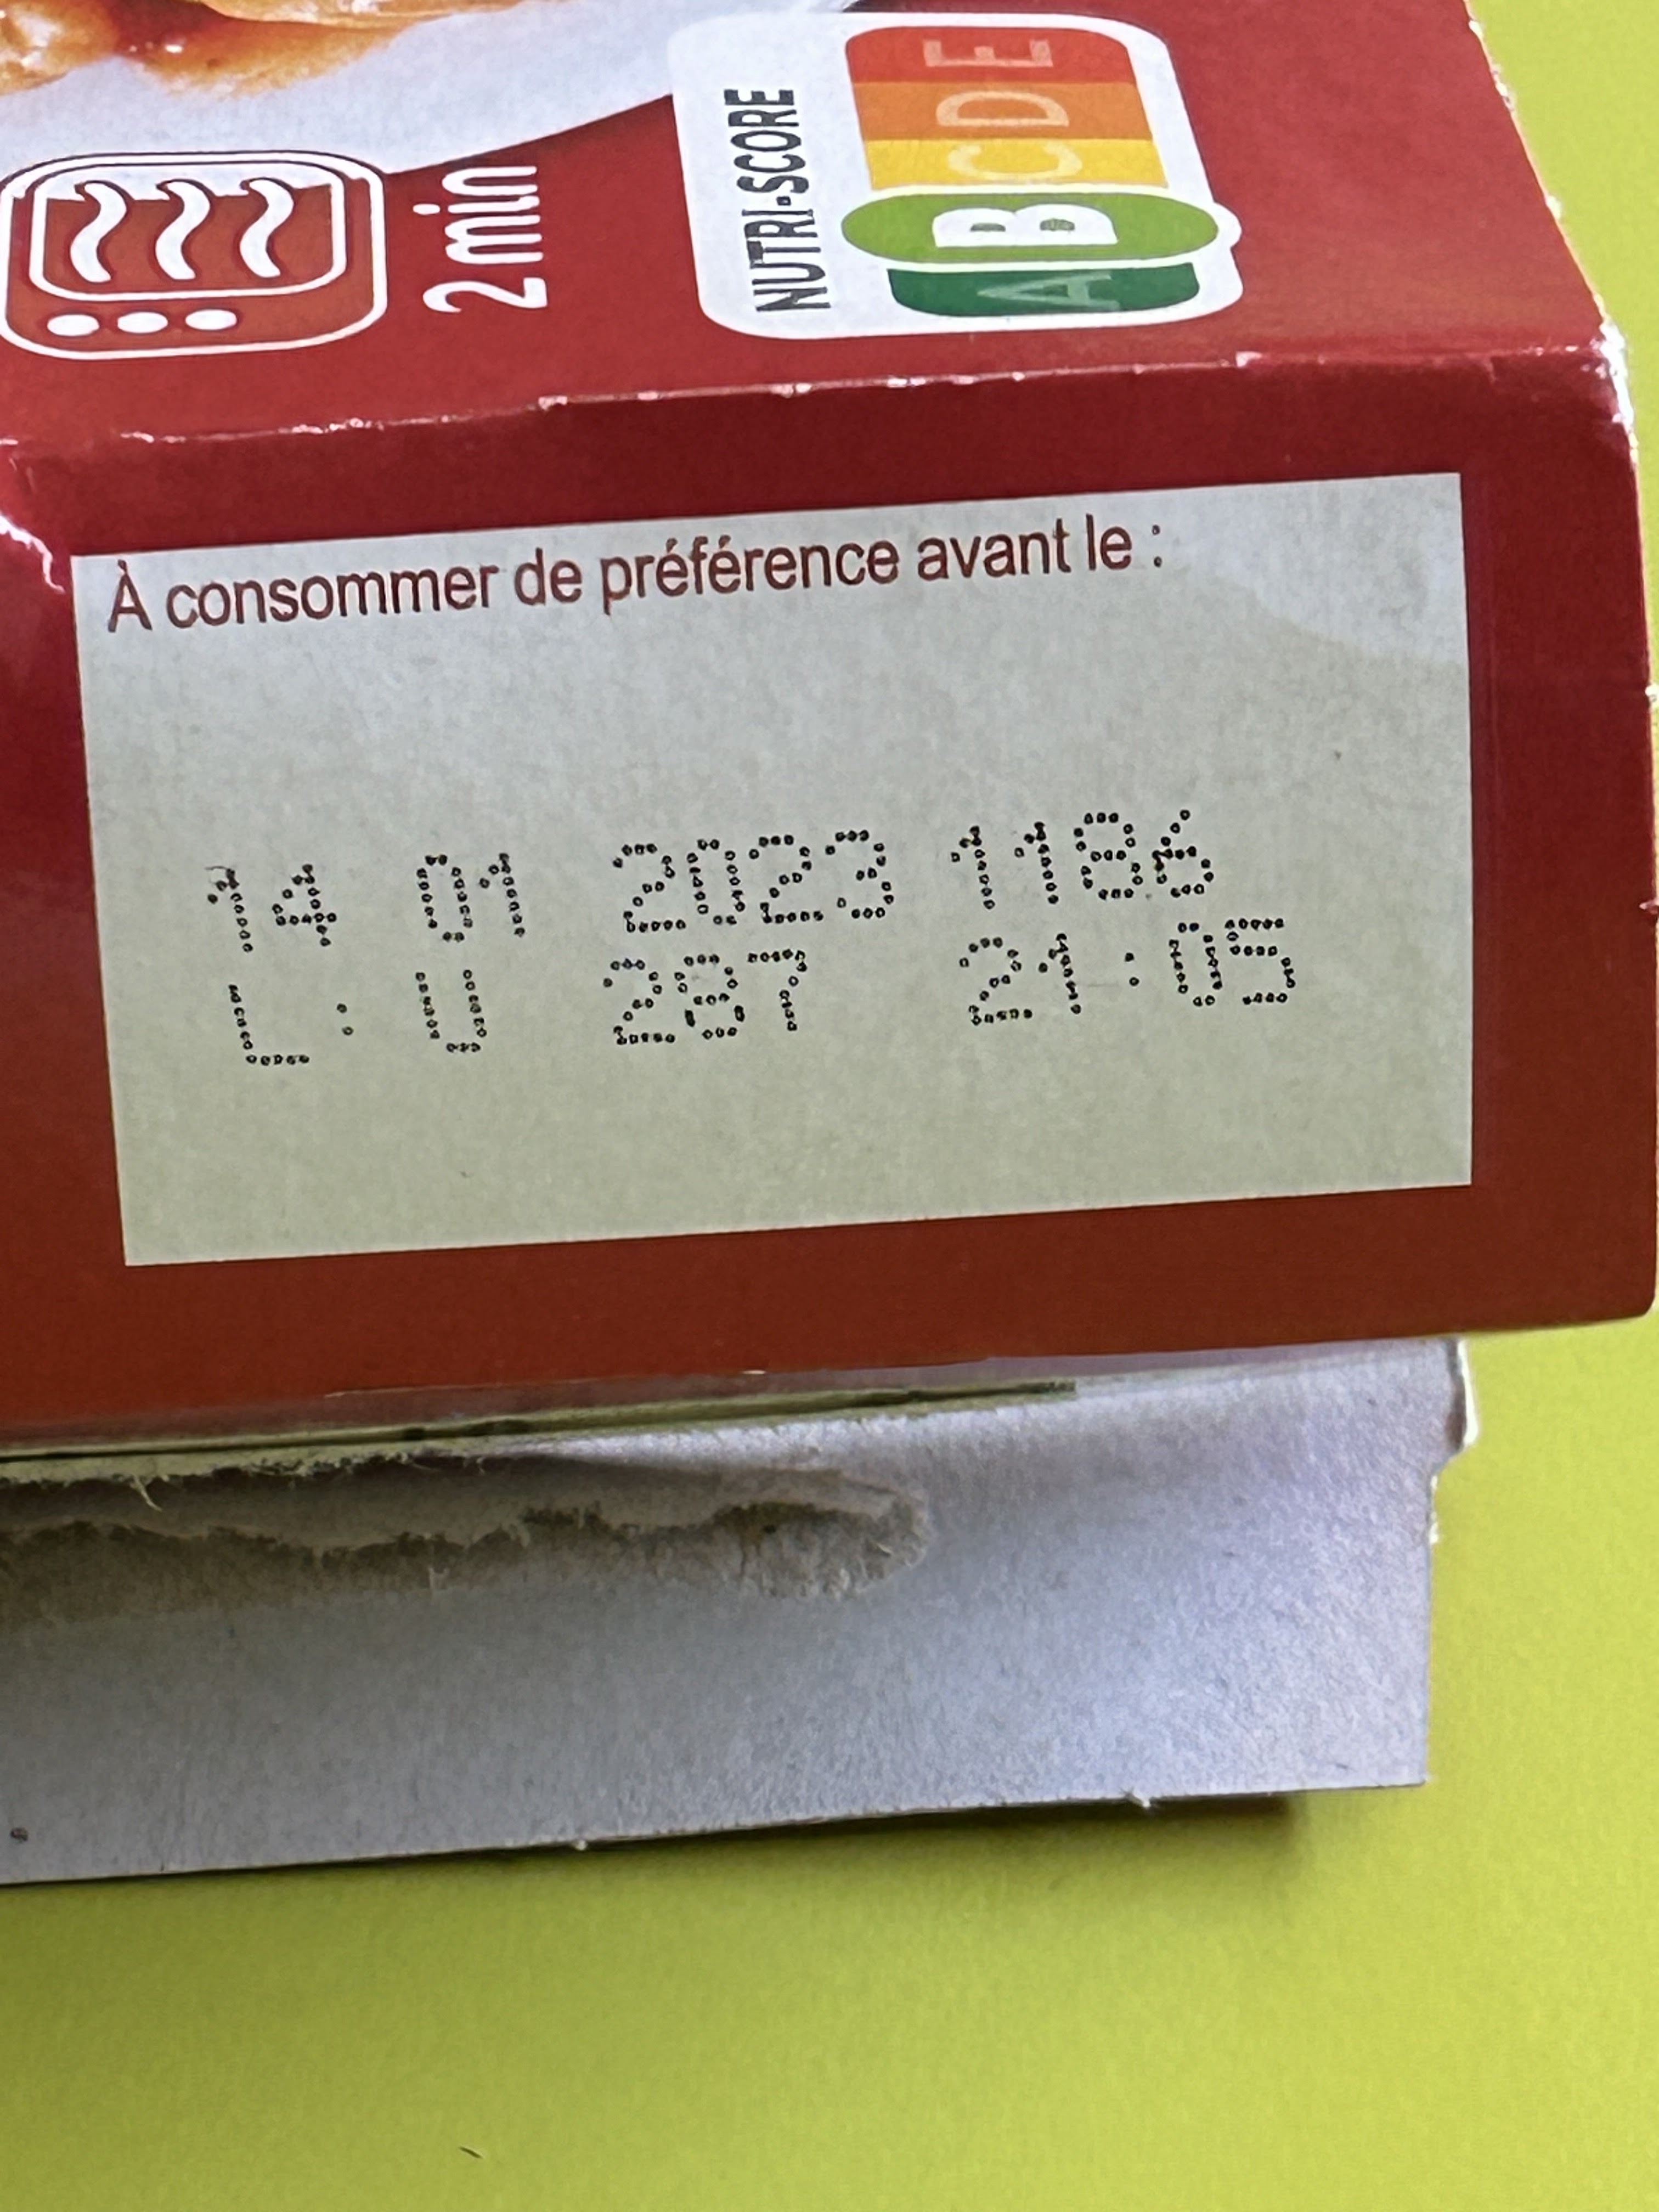 2 min
NUTRI-SCORE
A B C D E
À consommer de préférence avant le :
14 01 2023 1186
L: U 287 21:05